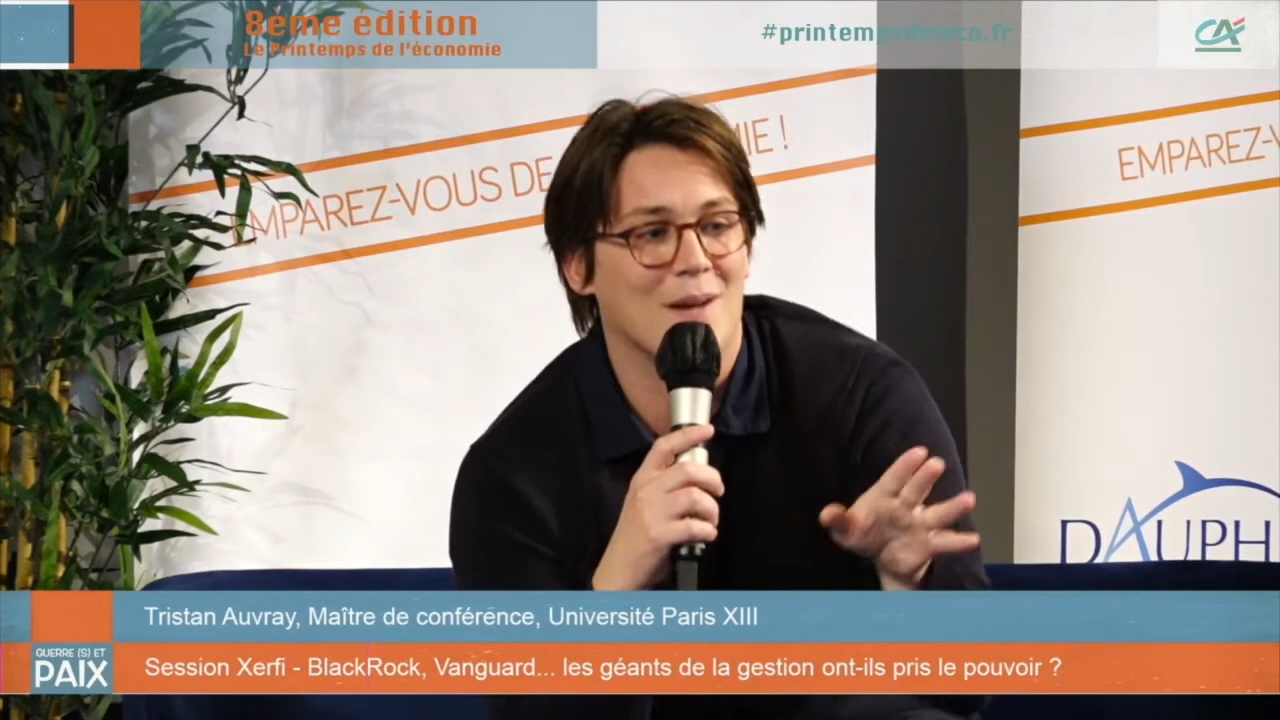 8ème édition
Le Printemps de l'économie
#printempsdeleco.fr
CA
EMPAREZ-VOUS DE
MIE !
EMPAREZ-V
DAUPH
Tristan Auvray, Maître de conférence, Université Paris XIII
GUERRE (S) ET
PAIX
Session Xerfi - BlackRock, Vanguard... les géants de la gestion ont-ils pris le pouvoir ?